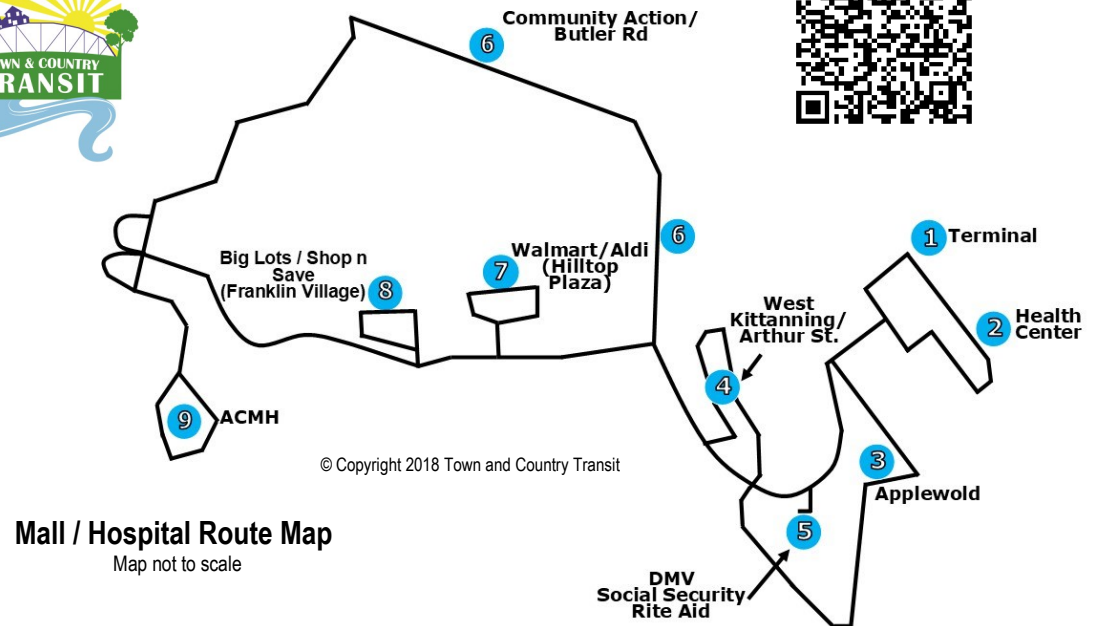 WN & COUNTRY
RANSIT
Community Action/
Butler Rd
6
6
1
Terminal
Walmart/Aldi
(Hilltop
Plaza)
7
Big Lots / Shop n
Save
(Franklin Village)
8
West
Kittanning/
Arthur St.
4
2
Health
Center
9
ACMH
3
Applewold
© Copyright 2018 Town and Country Transit
5
DMV
Social Security
Rite Aid
Mall / Hospital Route Map
Map not to scale